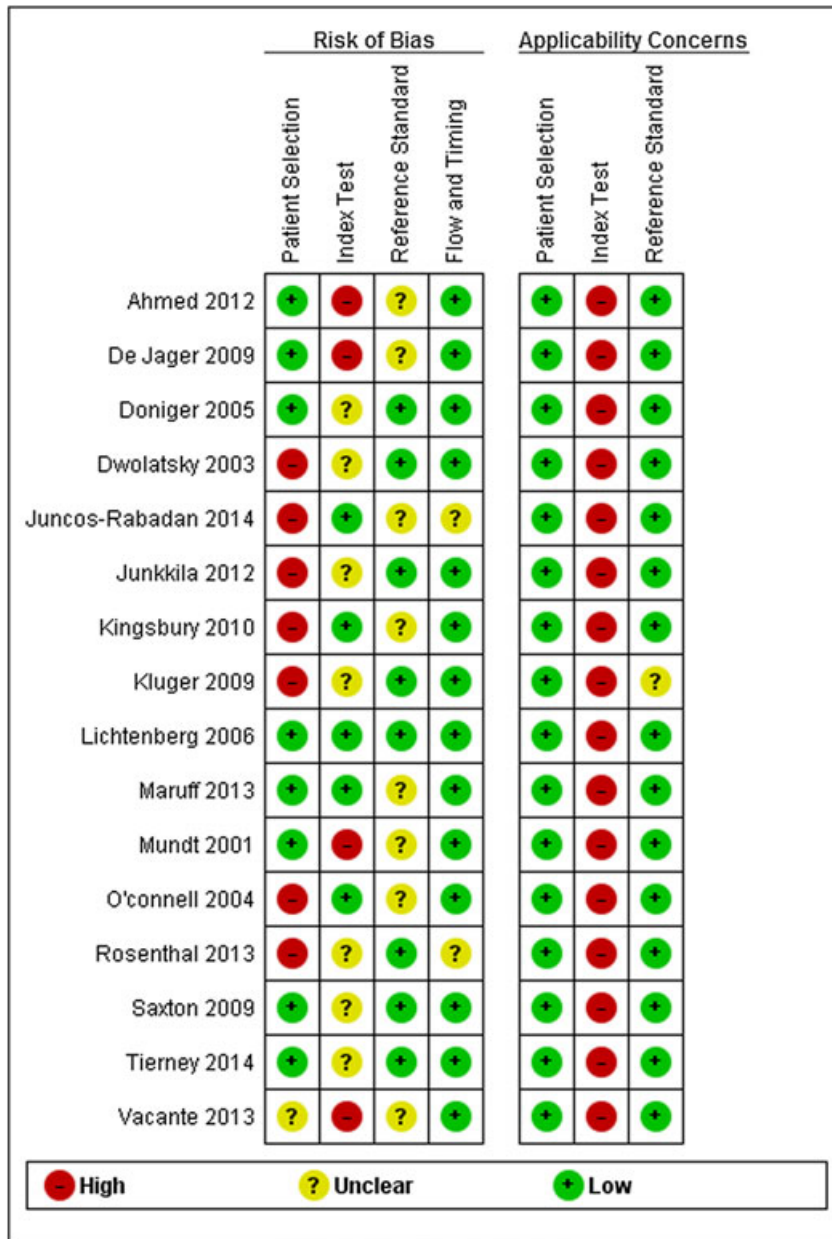 Risk of Bias Applicability Concerns
Patient Selection
Index Test
Reference Standard
Flow and Timing
Patient Selection
Index Test
Reference Standard
Ahmed 2012 + - ? + + - +
De Jager 2009 + - ? + + - +
Doniger 2005 + ? + + + - +
Dwolatsky 2003 - ? + + + - +
Juncos-Rabadan 2014 - + ? ? + - +
Junkkila 2012 - ? + + + - +
Kingsbury 2010 - + ? + + - +
Kluger 2009 - ? + + + - ?
Lichtenberg 2006 + + + + + - +
Maruff 2013 + + ? + + - +
Mundt 2001 + - ? + + - +
O'connell 2004 - + ? + + - +
Rosenthal 2013 - ? + ? + - +
Saxton 2009 + ? + + + - +
Tierney 2014 + ? + + + - +
Vacante 2013 ? - ? + + - +
- High ? Unclear + Low